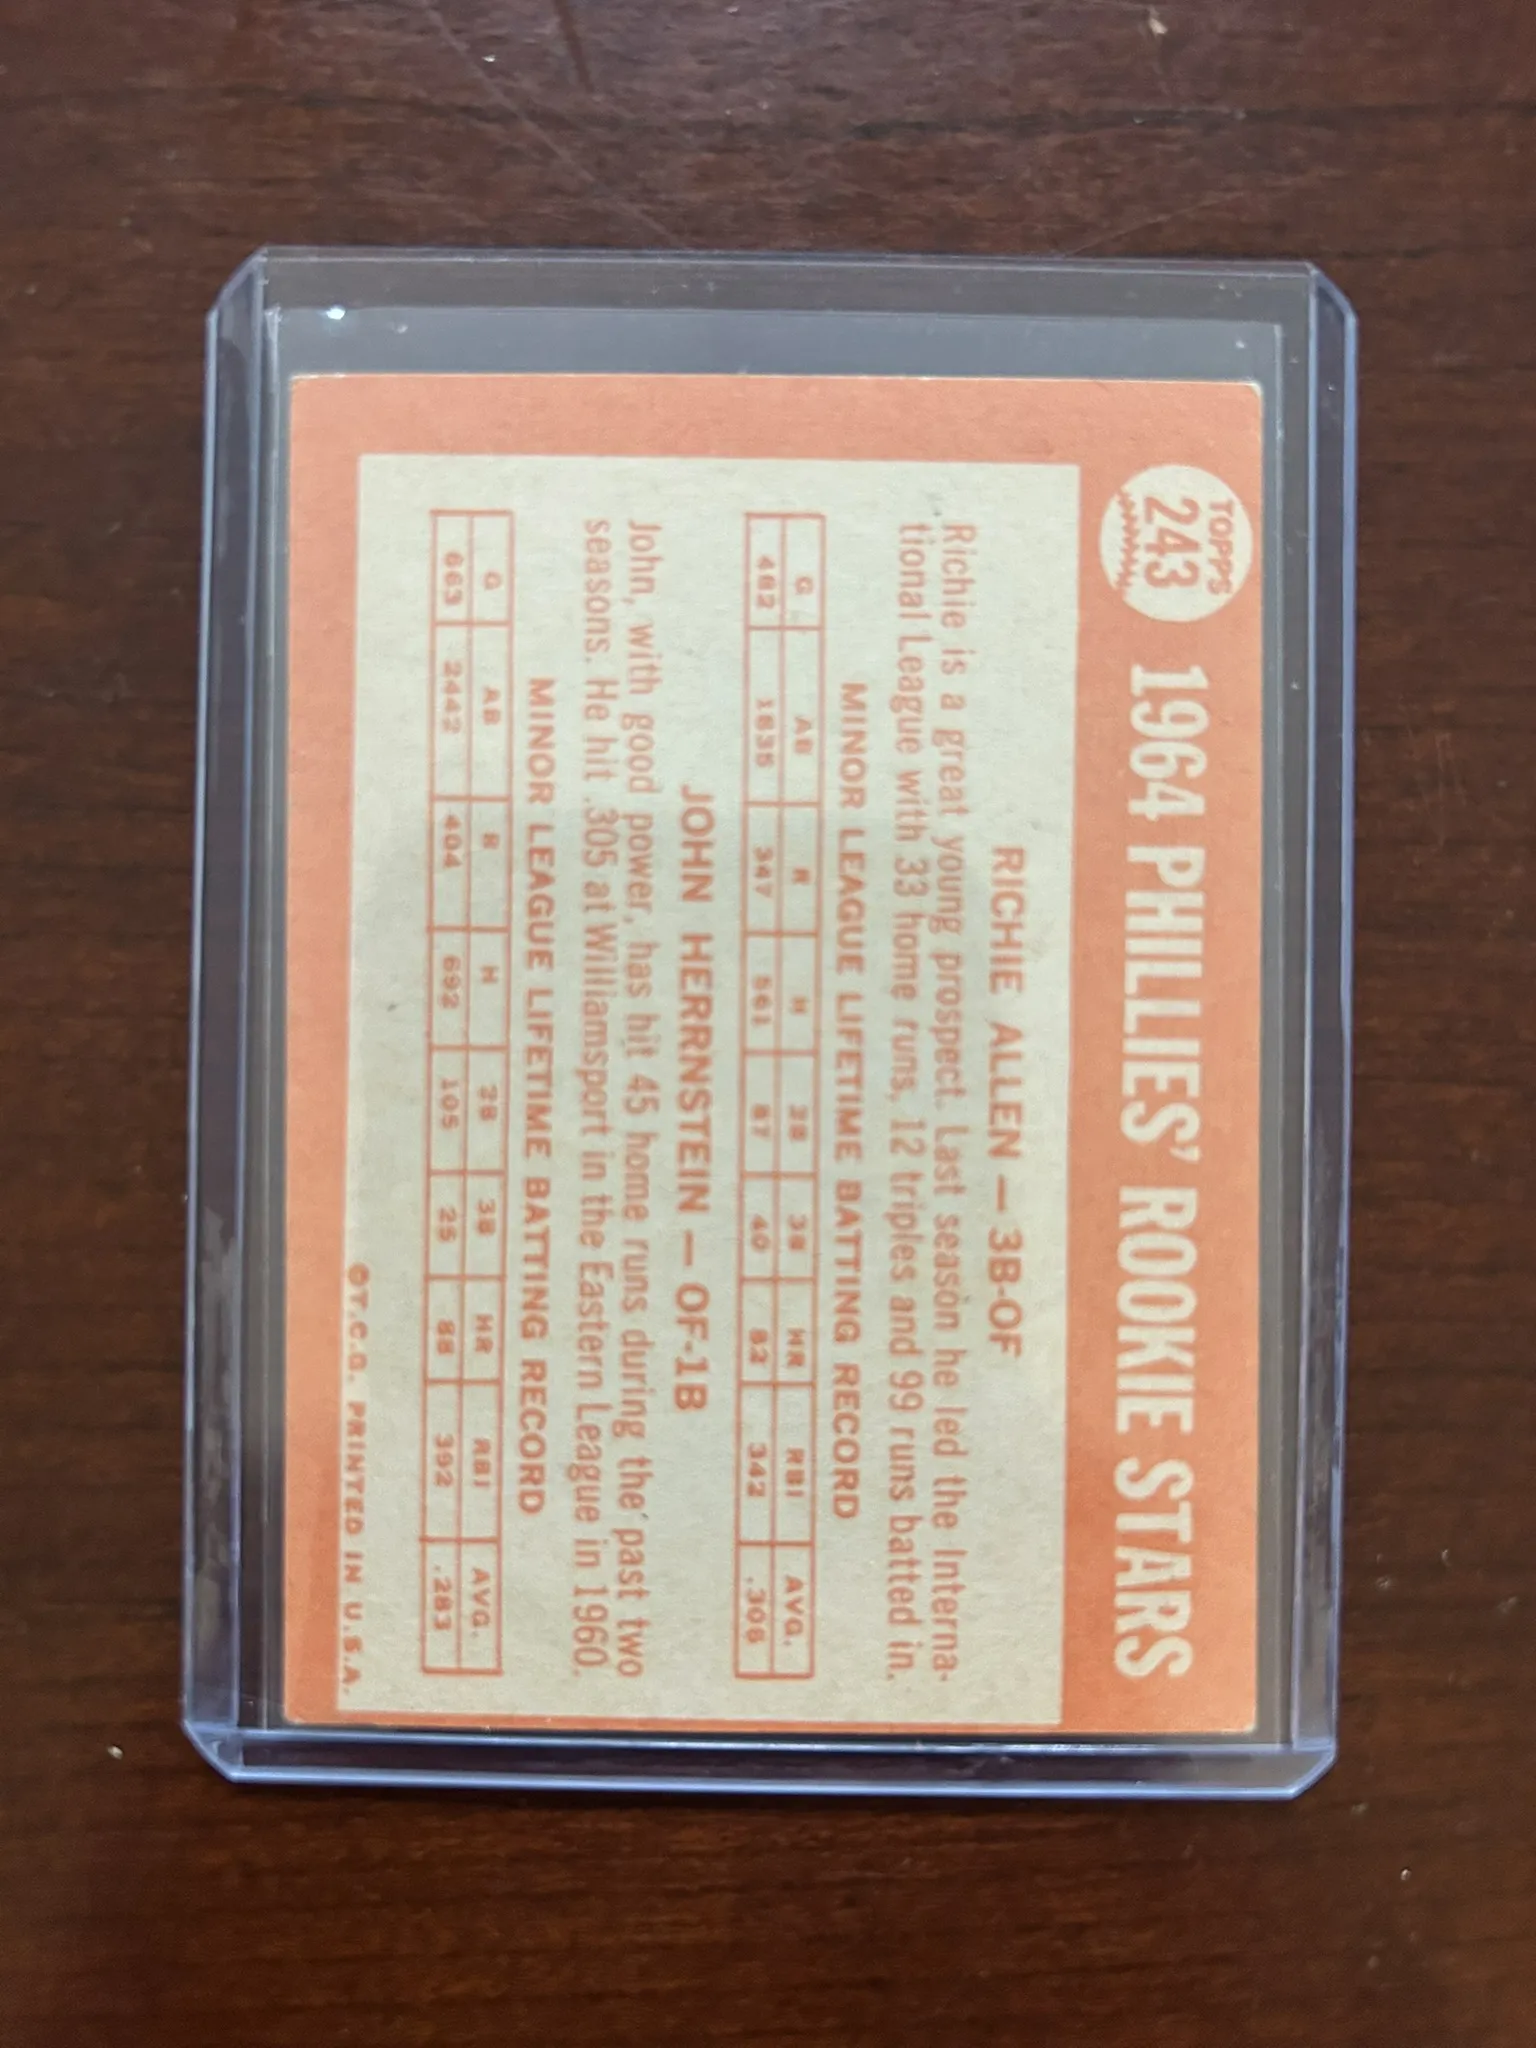 TOPPS
243
1964 PHILLIES' ROOKIE STARS
RICHIE ALLEN — 3B-OF
Richie is a great young prospect. Last season he led the Interna-
tional League with 33 home runs, 12 triples and 99 runs batted in.
MINOR LEAGUE LIFETIME BATTING RECORD
G AB R H 2B 3B HR RBI AVG.
482 1835 347 561 87 40 82 342 .306
JOHN HERRNSTEIN — OF-1B
John, with good power, has hit 45 home runs during the past two
seasons. He hit .305 at Williamsport in the Eastern League in 1960.
MINOR LEAGUE LIFETIME BATTING RECORD
G AB R H 2B 3B HR RBI AVG.
663 2442 404 692 105 25 88 392 .283
©T.C.G. PRINTED IN U.S.A.